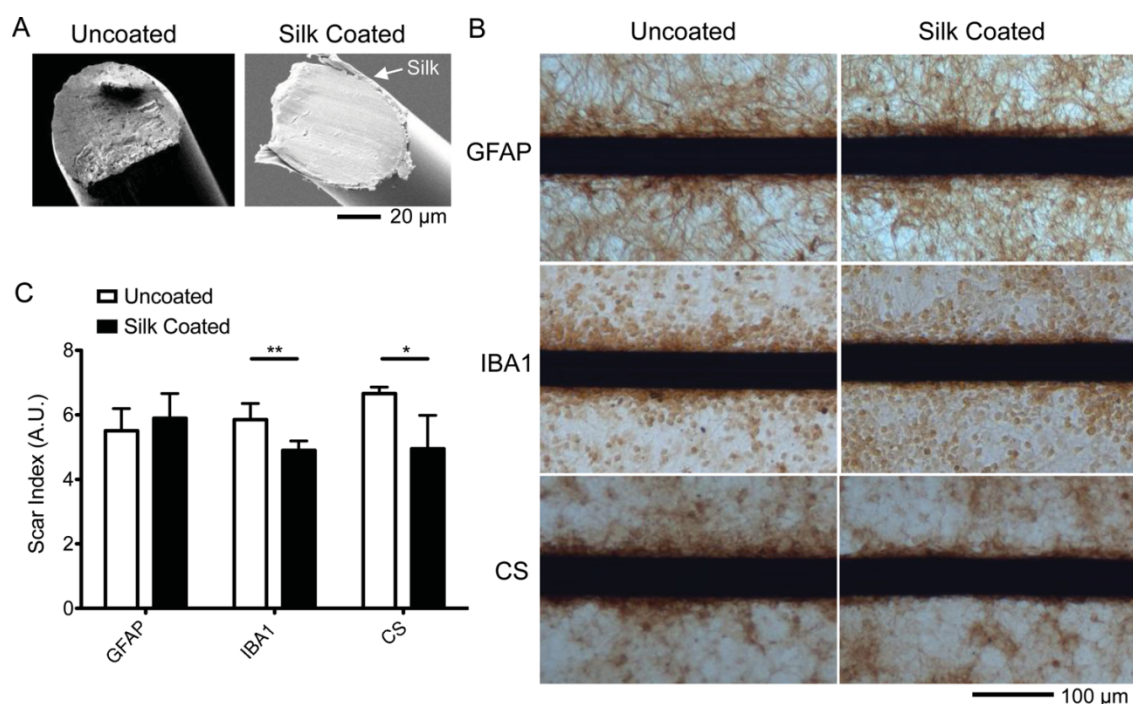 A
Uncoated
Silk Coated
Silk
20 µm
B
Uncoated
Silk Coated
GFAP
IBA1
CS
100 µm
C
Uncoated
Silk Coated
Scar Index (A.U.)
8
6
4
2
0
**
*
GFAP
IBA1
CS